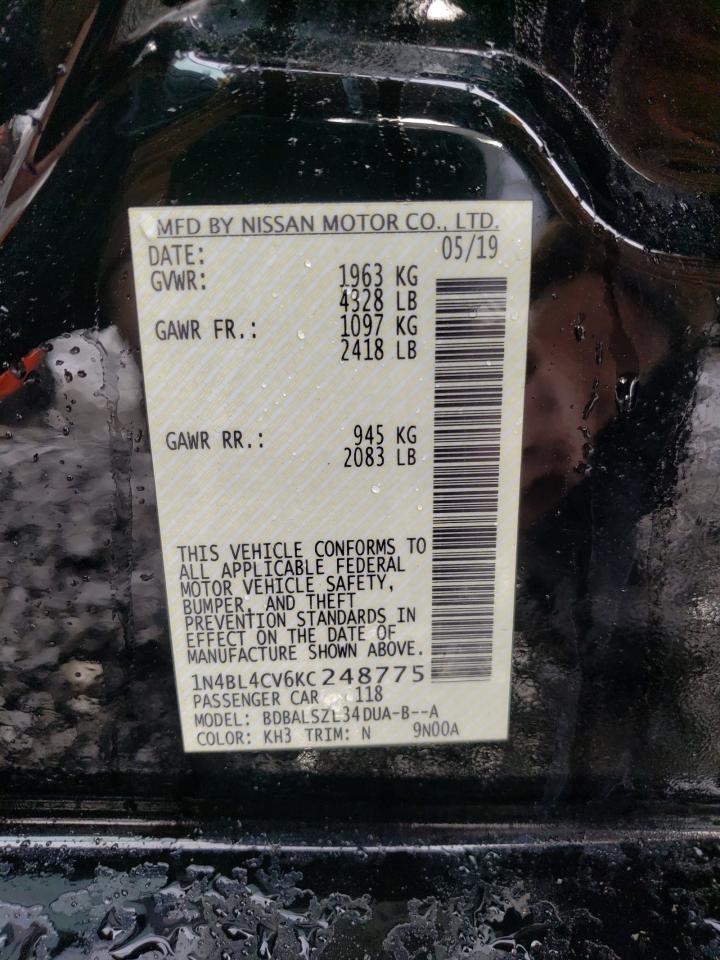 MFD BY NISSAN MOTOR CO., LTD.
DATE: 05/19
GVWR: 1963 KG
4328 LB
GAWR FR.: 1097 KG
2418 LB
GAWR RR.: 945 KG
2083 LB
THIS VEHICLE CONFORMS TO
ALL APPLICABLE FEDERAL
MOTOR VEHICLE SAFETY,
BUMPER, AND THEFT
PREVENTION STANDARDS IN
EFFECT ON THE DATE OF
MANUFACTURE SHOWN ABOVE.
1N4BL4CV6KC248775
PASSENGER CAR 118
MODEL: BDBALSZL34DUA-B--A
COLOR: KH3 TRIM: N 9N00A